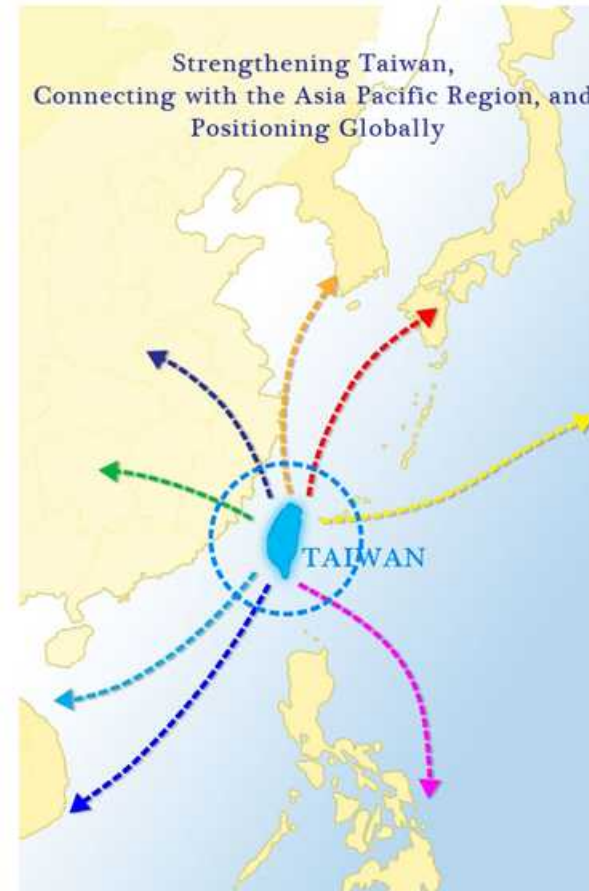 Strengthening Taiwan,
Connecting with the Asia Pacific Region, and
Positioning Globally
TAIWAN